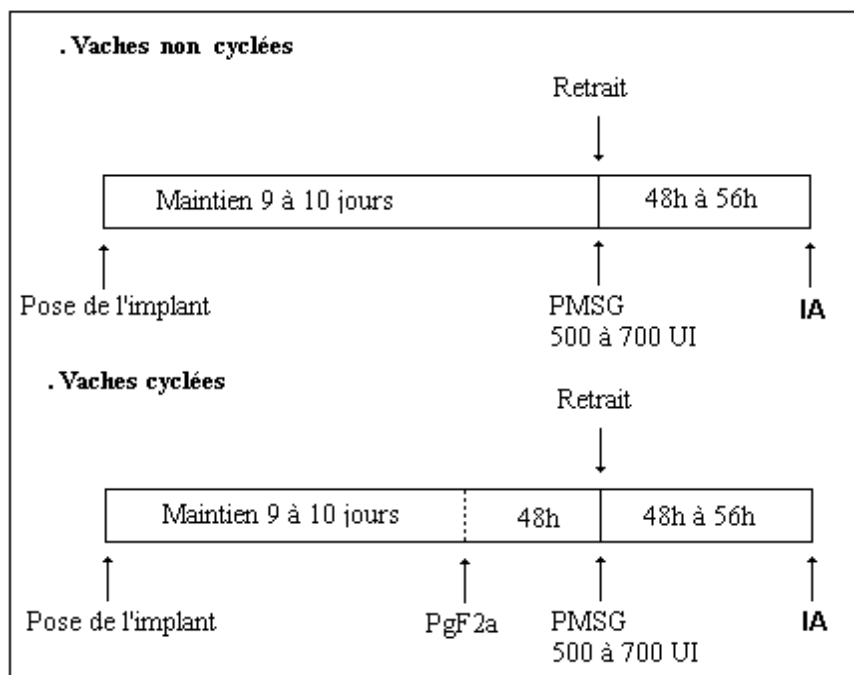 . Vaches non cyclées
Retrait
Maintien 9 à 10 jours
48h à 56h
Pose de l'implant
PMSG
500 à 700 UI
IA
. Vaches cyclées
Retrait
Maintien 9 à 10 jours
48h
48h à 56h
Pose de l'implant
PgF2a
PMSG
500 à 700 UI
IA